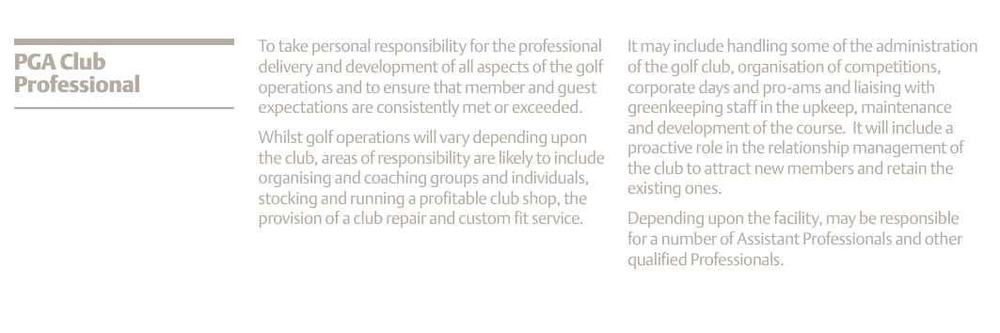 PGA Club
Professional
To take personal responsibility for the professional
delivery and development of all aspects of the golf
operations and to ensure that member and guest
expectations are consistently met or exceeded.
Whilst golf operations will vary depending upon
the club, areas of responsibility are likely to include
organising and coaching groups and individuals,
stocking and running a profitable club shop, the
provision of a club repair and custom fit service.
It may include handling some of the administration
of the golf club, organisation of competitions,
corporate days and pro-ams and liaising with
greenkeeping staff in the upkeep, maintenance
and development of the course.  It will include a
proactive role in the relationship management of
the club to attract new members and retain the
existing ones.
Depending upon the facility, may be responsible
for a number of Assistant Professionals and other
qualified Professionals.